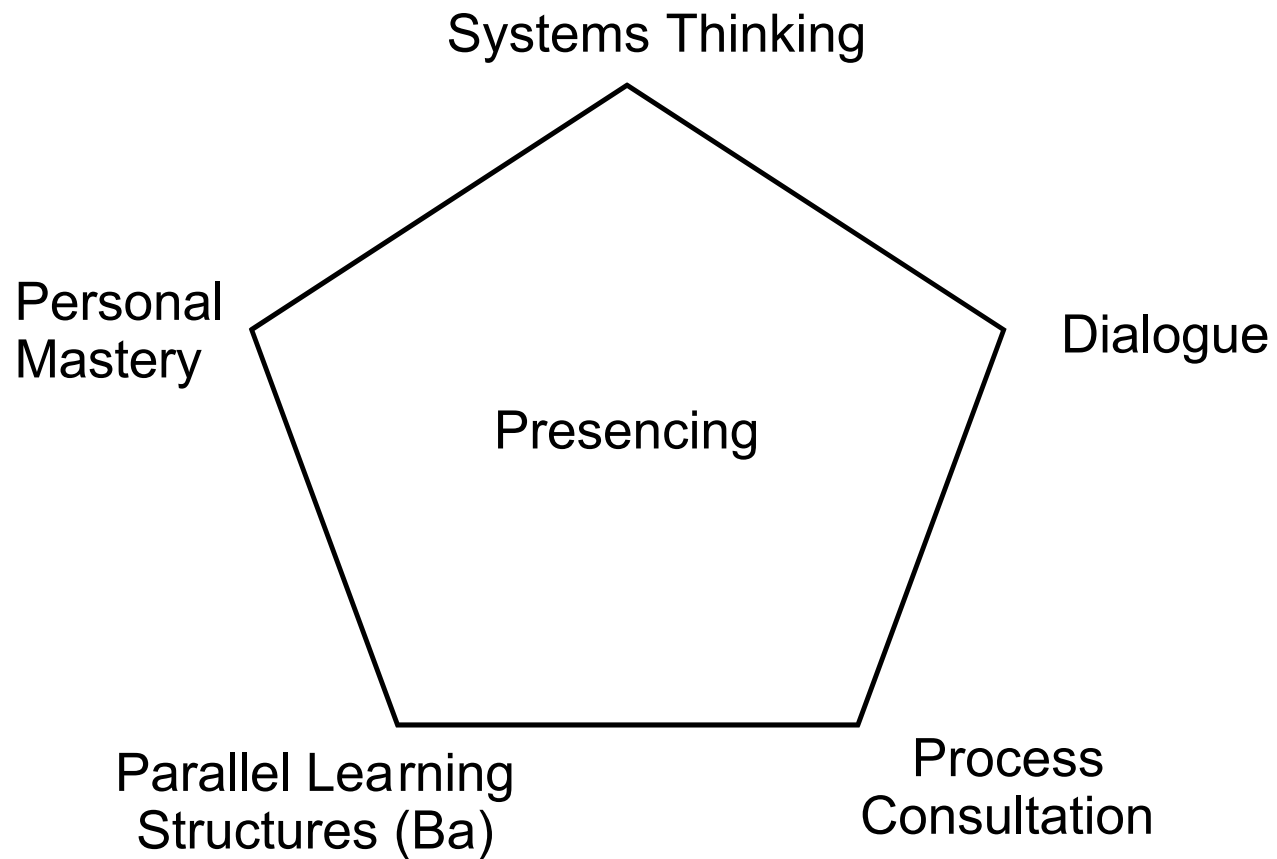 Systems Thinking
Personal
Mastery
Dialogue
Presencing
Parallel Learning
Structures (Ba)
Process
Consultation